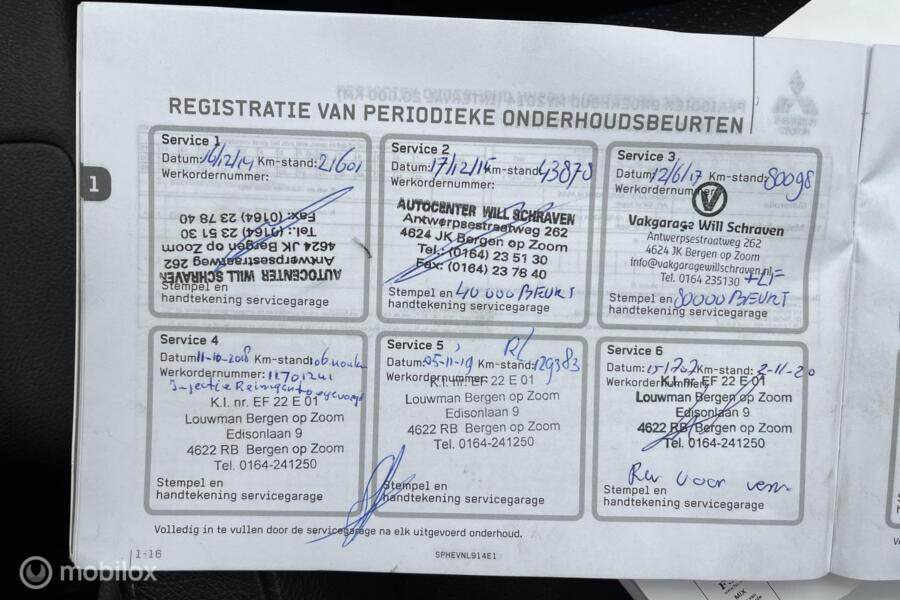 REGISTRATIE VAN PERIODIEKE ONDERHOUDSBEURTEN
1
Service 1
Datum: 16/12/14 Km-stand: 21601
Werkordernummer:
AUTOCENTER WILL SCHRAVEN
Antwerpsestraatweg 262
4624 JK Bergen op Zoom
Tel.: (0164) 23 51 30
Fax: (0164) 23 78 40
Stempel en
handtekening servicegarage
Service 2
Datum: 17/12/15 Km-stand: 43878
Werkordernummer:
AUTOCENTER WILL SCHRAVEN
Antwerpsestraatweg 262
4624 JK Bergen op Zoom
Tel.: (0164) 23 51 30
Fax: (0164) 23 78 40
Stempel en 40000 BEURT
handtekening servicegarage
Service 3
Datum: 12/6/17 Km-stand: 80098
Werkordernummer:
Vakgarage Will Schraven
Antwerpsestraatweg 262
4624 JK Bergen op Zoom
info@vakgaragewillschraven.nl
Tel. 0164 235130 +LF
Stempel en 80000 BEURT
handtekening servicegarage
Service 4
Datum: 11-10-2018 Km-stand:
Werkordernummer: 11701241
Injectie Reiniger toegevoegd
K.I. nr. EF 22 E 01
Louwman Bergen op Zoom
Edisonlaan 9
4622 RB Bergen op Zoom
Tel. 0164-241250
Stempel en
handtekening servicegarage
Service 5
Datum: 05-11-19 Km-stand: 129383
Werkordernummer:
K.I. nr. EF 22 E 01
Louwman Bergen op Zoom
Edisonlaan 9
4622 RB Bergen op Zoom
Tel. 0164-241250
Stempel en
handtekening servicegarage
Service 6
Datum: Km-stand: 2-11-20
Werkordernummer:
K.I. nr. EF 22 E 01
Louwman Bergen op Zoom
Edisonlaan 9
4622 RB Bergen op Zoom
Tel. 0164-241250
voor
Stempel en
handtekening servicegarage
Volledig in te vullen door de servicegarage na elk uitgevoerd onderhoud.
1-16
SPHEVNL914E1
mobilox